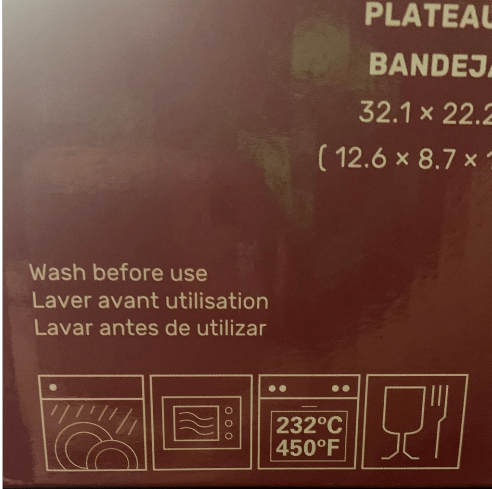 PLATEAU
BANDEJA
32.1 × 22.2
( 12.6 × 8.7 × 1
Wash before use
Laver avant utilisation
Lavar antes de utilizar
232°C
450°F